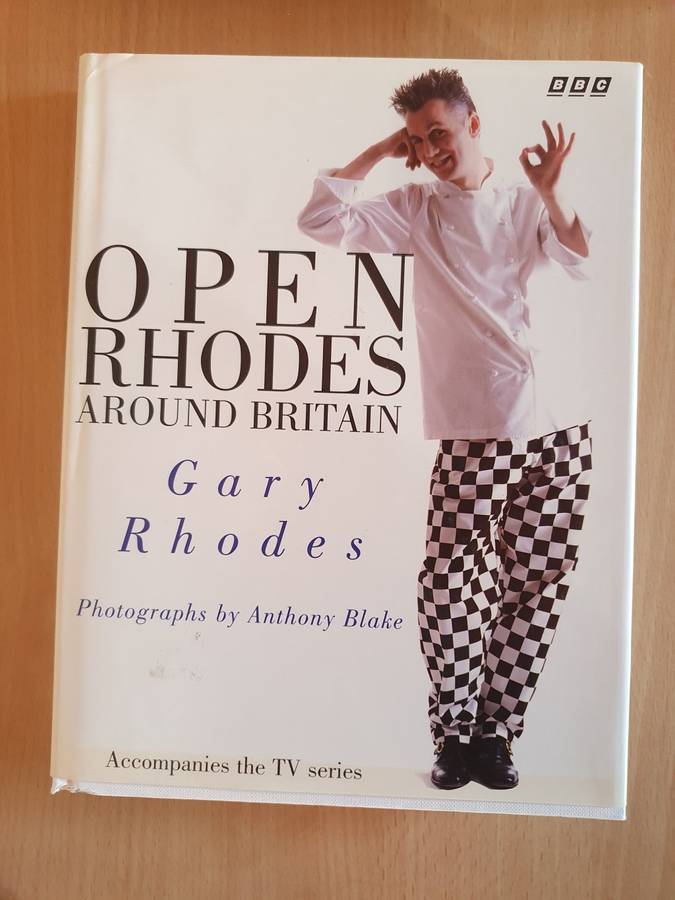 BBC
OPEN
RHODES
AROUND BRITAIN
Gary
Rhodes
Photographs by Anthony Blake
Accompanies the TV series